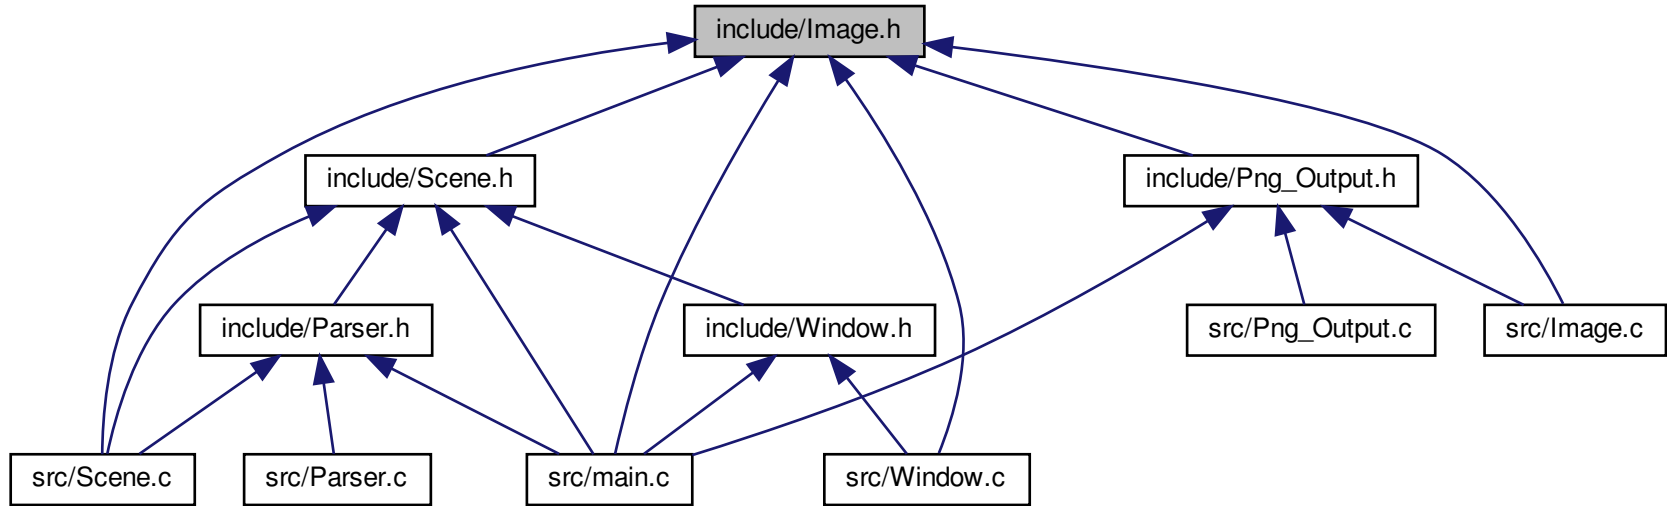 include/Image.h
include/Scene.h
include/Png_Output.h
include/Parser.h
include/Window.h
src/Png_Output.c
src/Image.c
src/Scene.c
src/Parser.c
src/main.c
src/Window.c